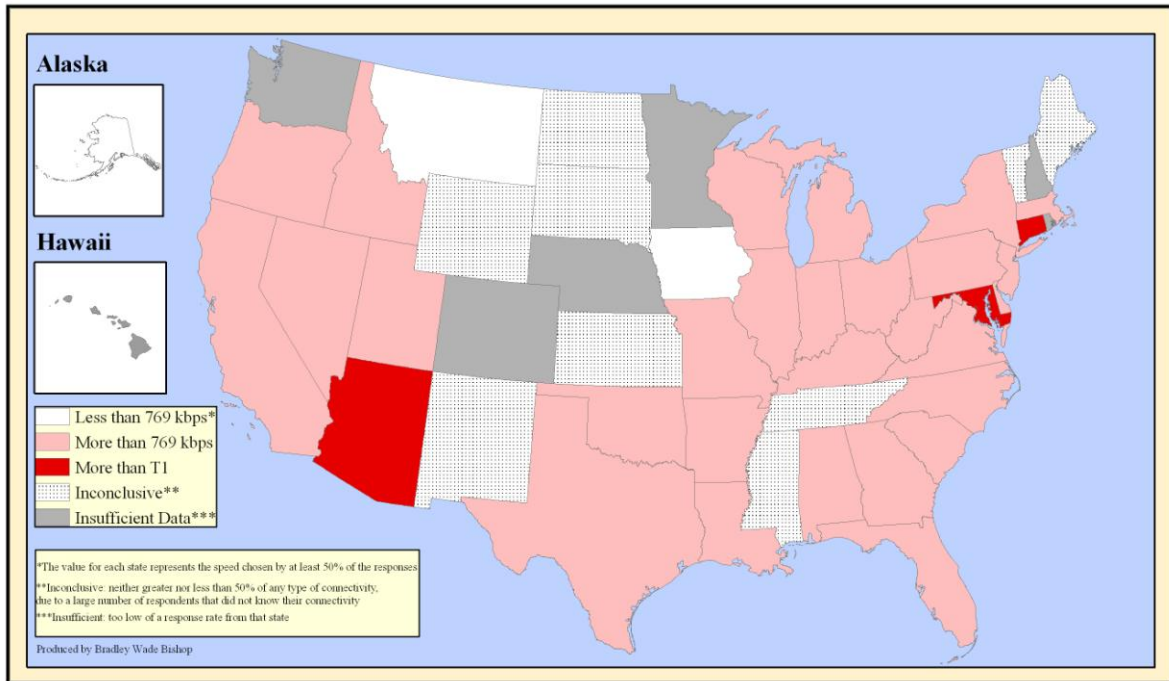 Alaska
Hawaii
Less than 769 kbps*
More than 769 kbps
More than T1
Inconclusive**
Insufficient Data***
*The value for each state represents the speed chosen by at least 50% of the responses
**Inconclusive: neither greater nor less than 50% of any type of connectivity,
due to a large number of respondents that did not know their connectivity
***Insufficient: too low of a response rate from that state
Produced by Bradley Wade Bishop